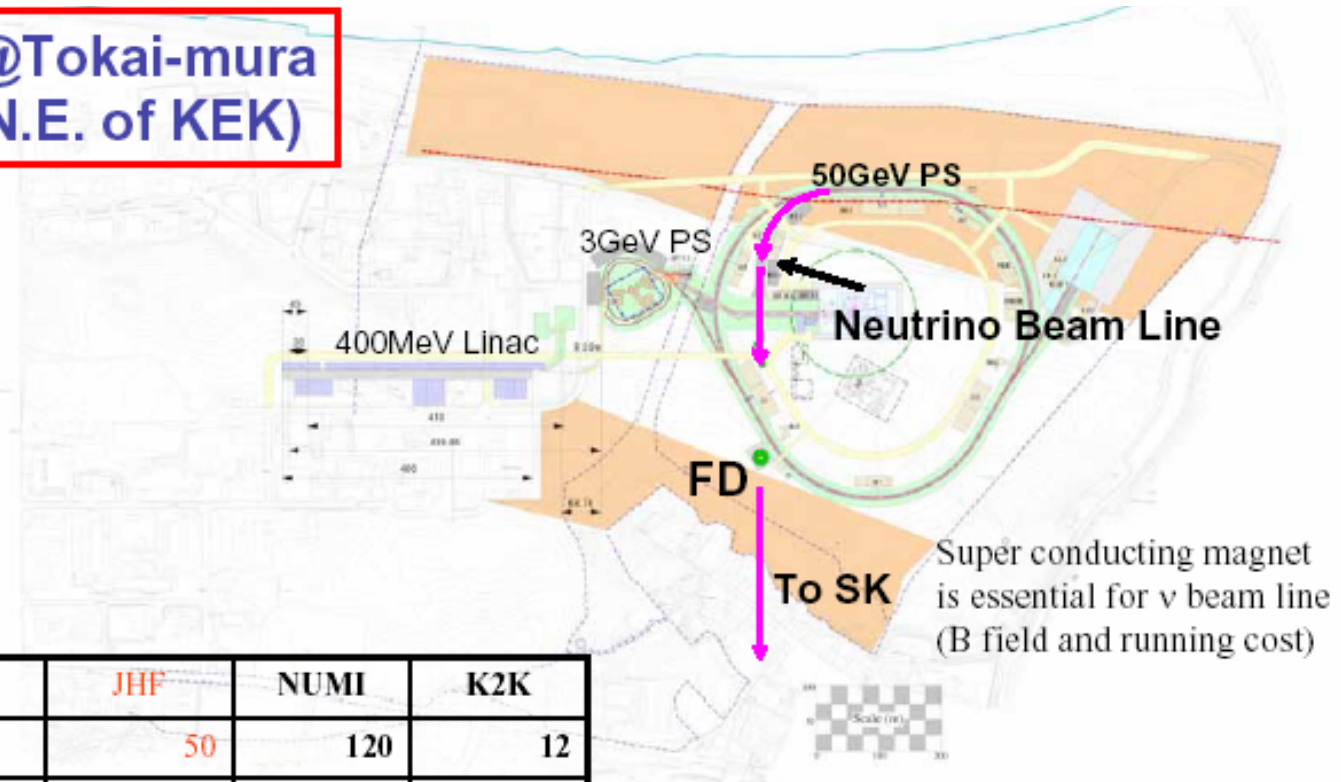 @Tokai-mura
N.E. of KEK)
50GeV PS
3GeV PS
Neutrino Beam Line
400MeV Linac
FD
To SK
Super conducting magnet
is essential for ν beam line
(B field and running cost)
JHF NUMI K2K
50 120 12
Scale (m)